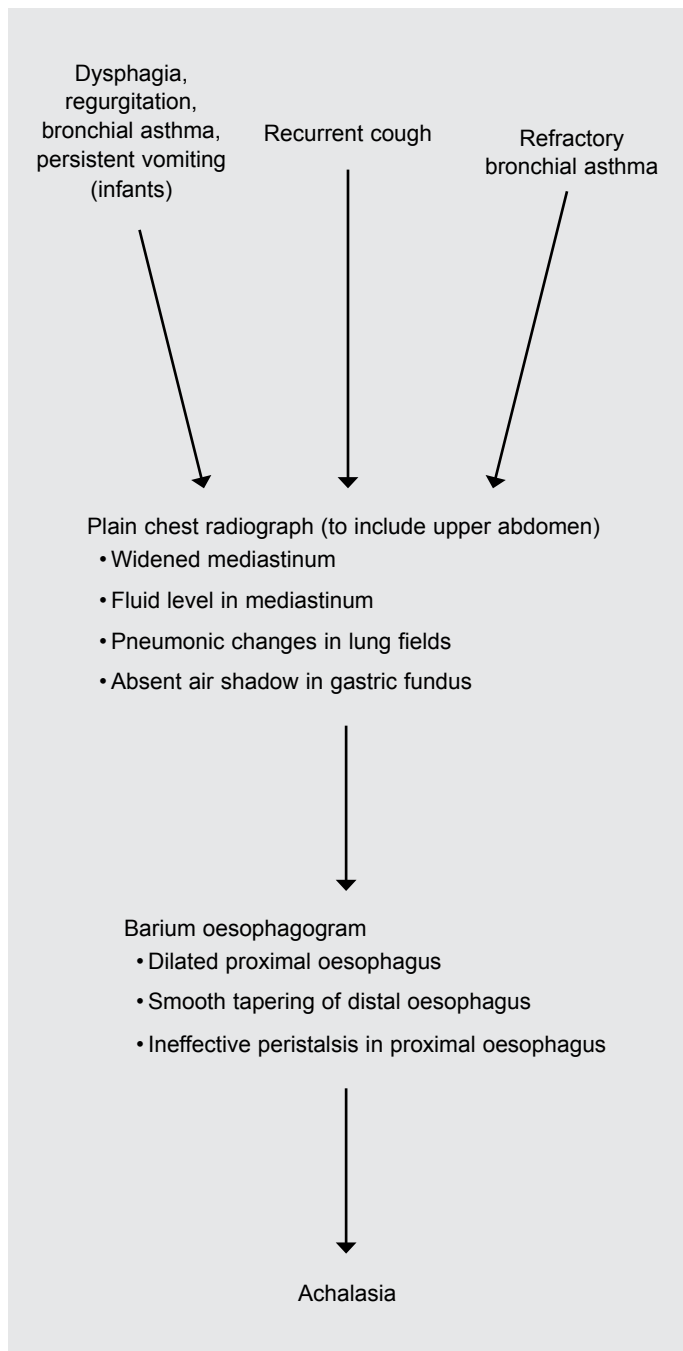 Dysphagia,
regurgitation,
bronchial asthma,
persistent vomiting
(infants)
Recurrent cough
Refractory
bronchial asthma
Plain chest radiograph (to include upper abdomen)
• Widened mediastinum
• Fluid level in mediastinum
• Pneumonic changes in lung fields
• Absent air shadow in gastric fundus
Barium oesophagogram
• Dilated proximal oesophagus
• Smooth tapering of distal oesophagus
• Ineffective peristalsis in proximal oesophagus
Achalasia